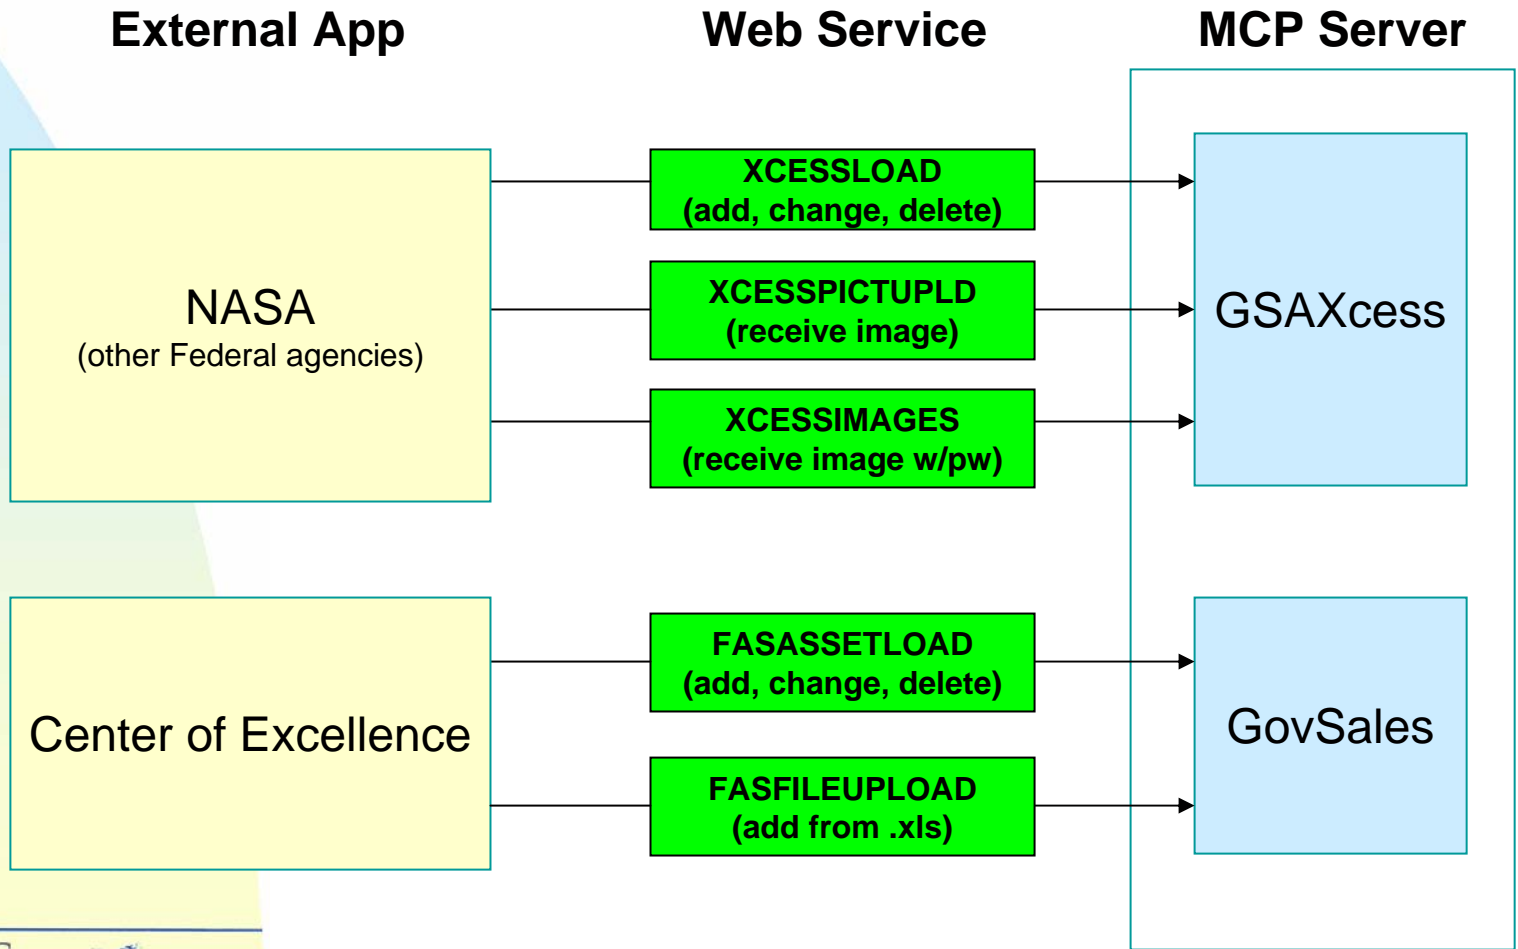 External App
Web Service
MCP Server
NASA
(other Federal agencies)
XCESSLOAD
(add, change, delete)
XCESSPICTUPLD
(receive image)
XCESSIMAGES
(receive image w/pw)
GSAXcess
Center of Excellence
FASASSETLOAD
(add, change, delete)
FASFILEUPLOAD
(add from .xls)
GovSales